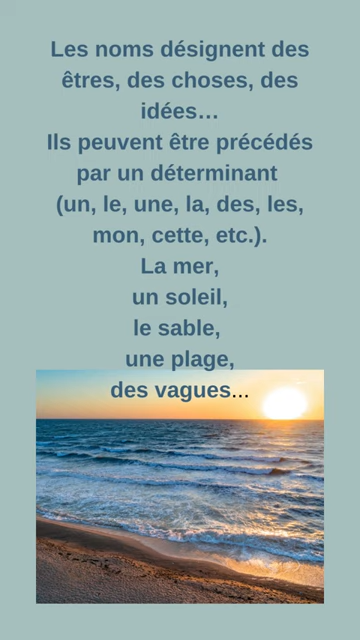 Les noms désignent des
êtres, des choses, des
idées...
Ils peuvent être précédés
par un déterminant
(un, le, une, la, des, les,
mon, cette, etc.).
La mer,
un soleil,
le sable,
une plage,
des vagues...